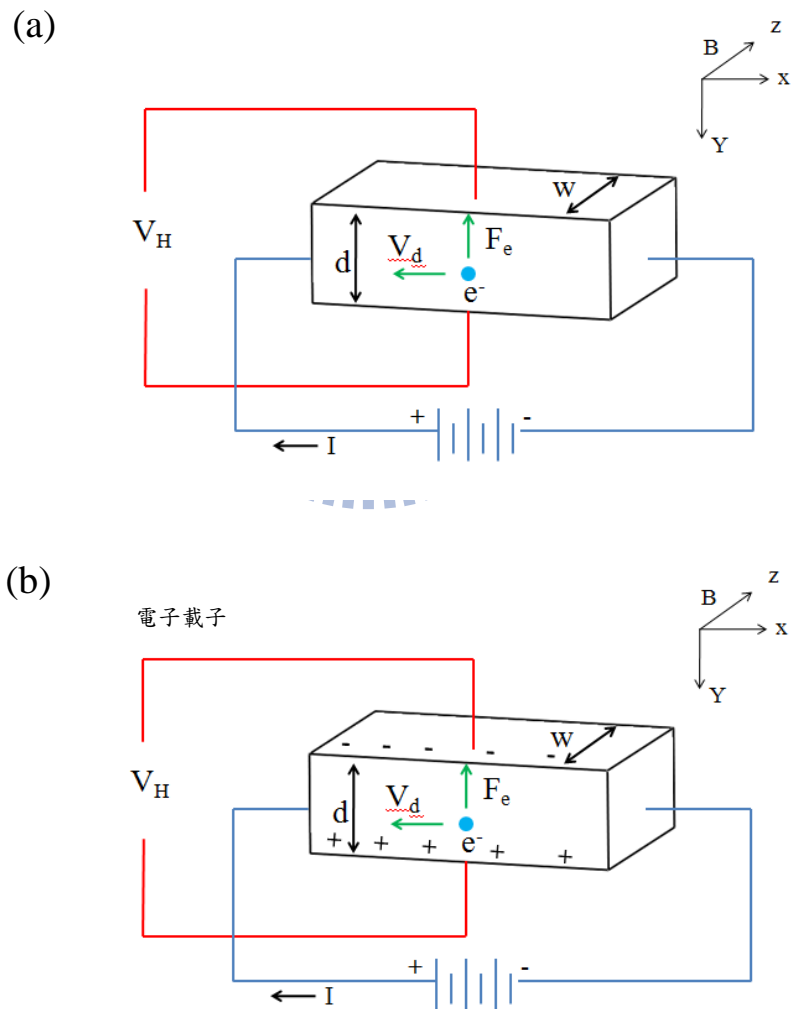 (a)
z
B
x
Y
w
V_H
d
V_d
F_e
e⁻
+ -
I
(b)
電子載子
z
B
x
Y
- - - - -
w
V_H
d
V_d
F_e
e⁻
+ + + + +
+ -
I